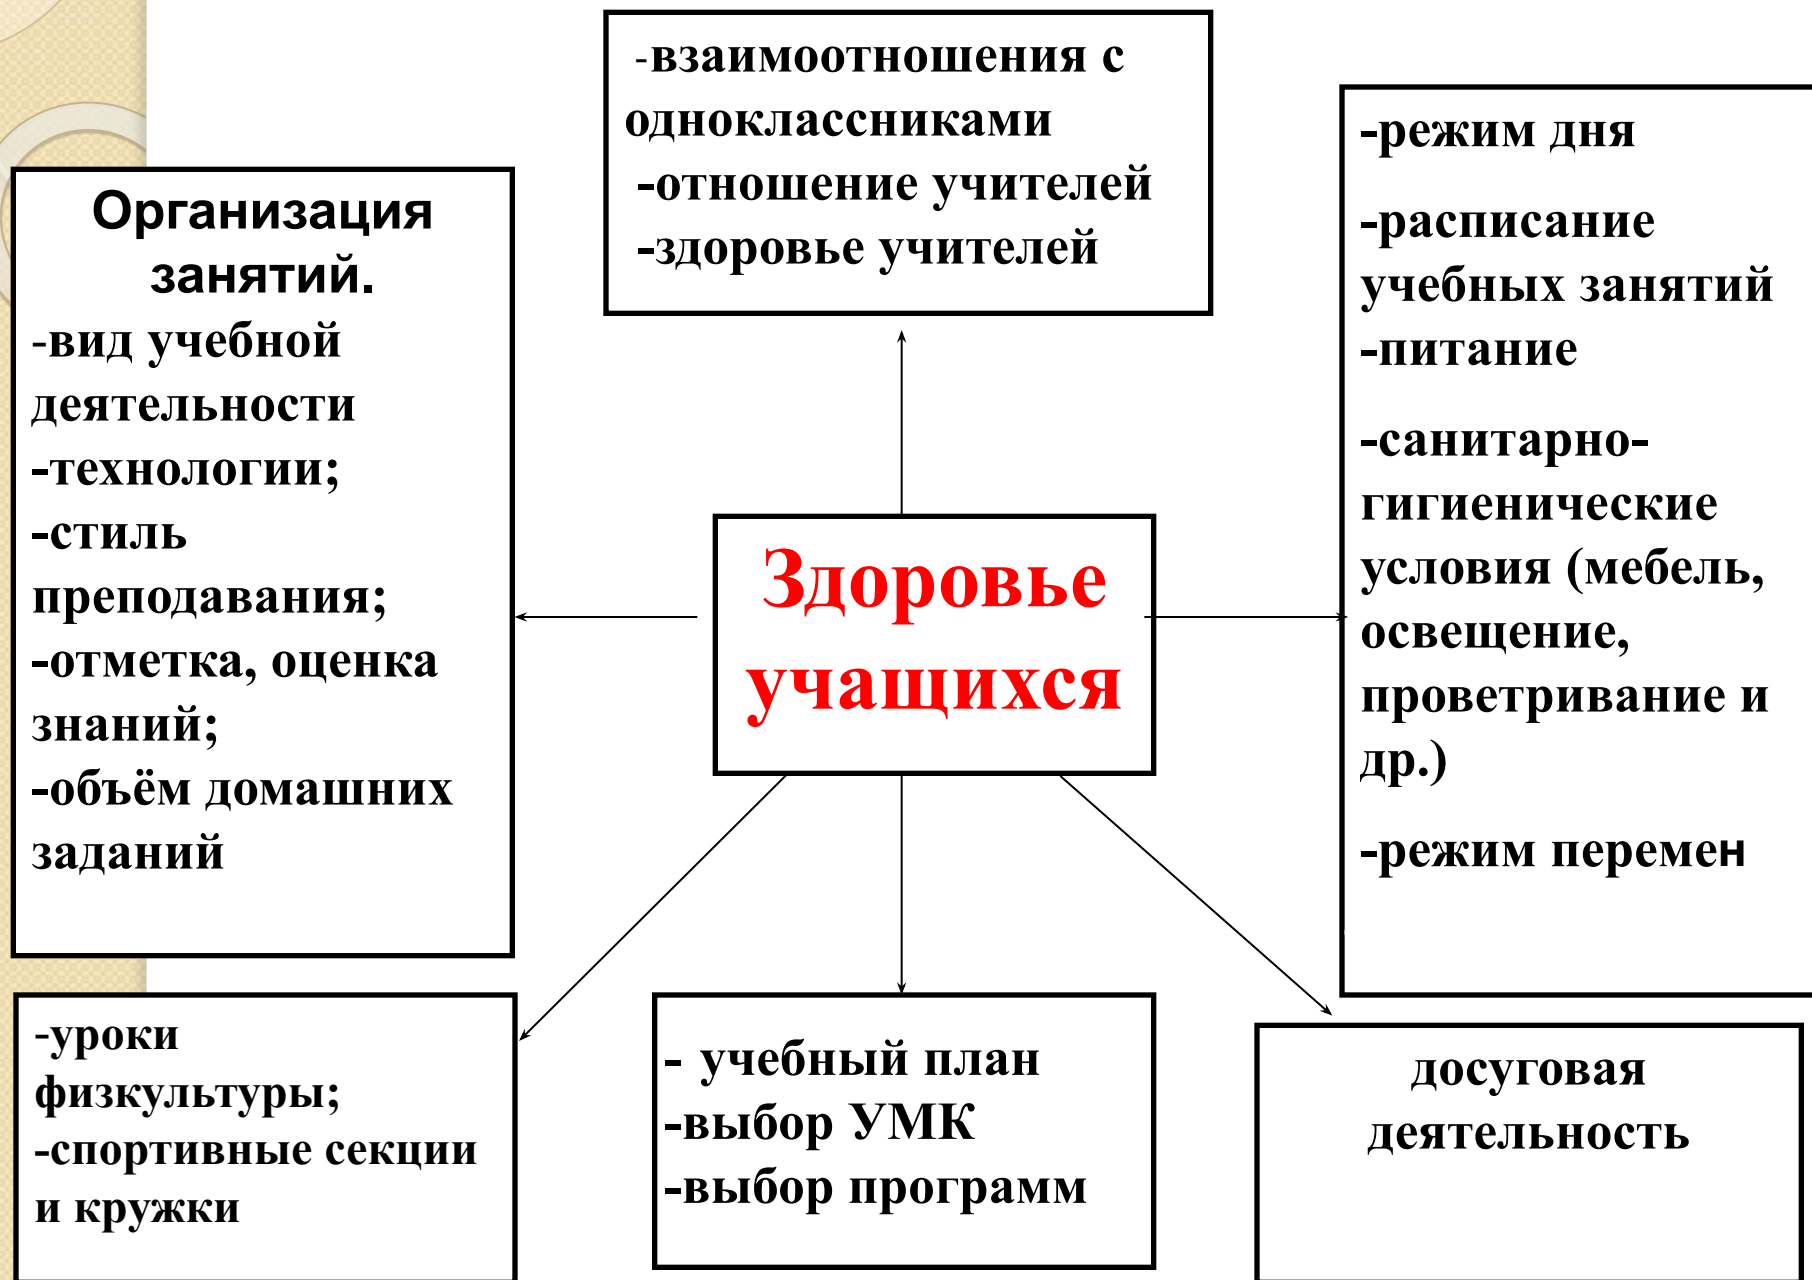 -взаимоотношения с
одноклассниками
-отношение учителей
-здоровье учителей
Организация
занятий.
-вид учебной
деятельности
-технологии;
-стиль
преподавания;
-отметка, оценка
знаний;
-объём домашних
заданий
-режим дня
-расписание
учебных занятий
-питание
-санитарно-
гигиенические
условия (мебель,
освещение,
проветривание и
др.)
-режим перемен
Здоровье
учащихся
-уроки
физкультуры;
-спортивные секции
и кружки
- учебный план
-выбор УМК
-выбор программ
досуговая
деятельность